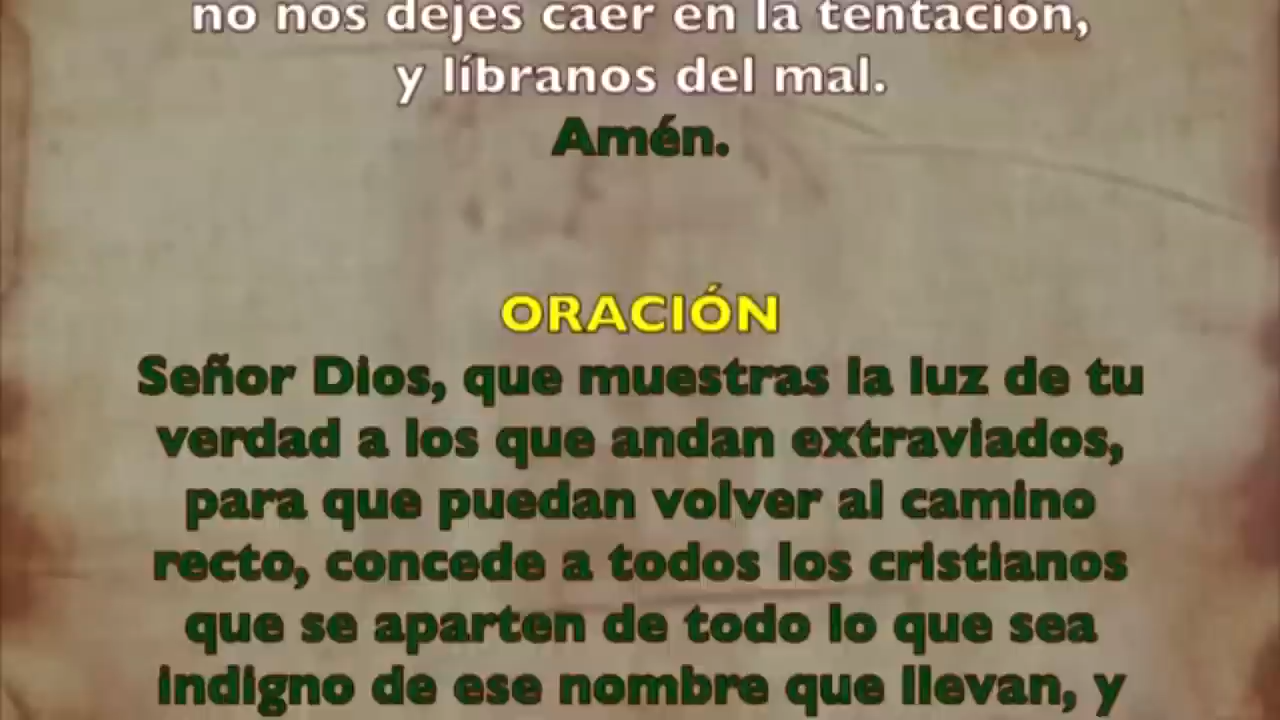 no nos dejes caer en la tentación,
y líbranos del mal.
Amén.
ORACIÓN
Señor Dios, que muestras la luz de tu
verdad a los que andan extraviados,
para que puedan volver al camino
recto, concede a todos los cristianos
que se aparten de todo lo que sea
indigno de ese nombre que llevan, y